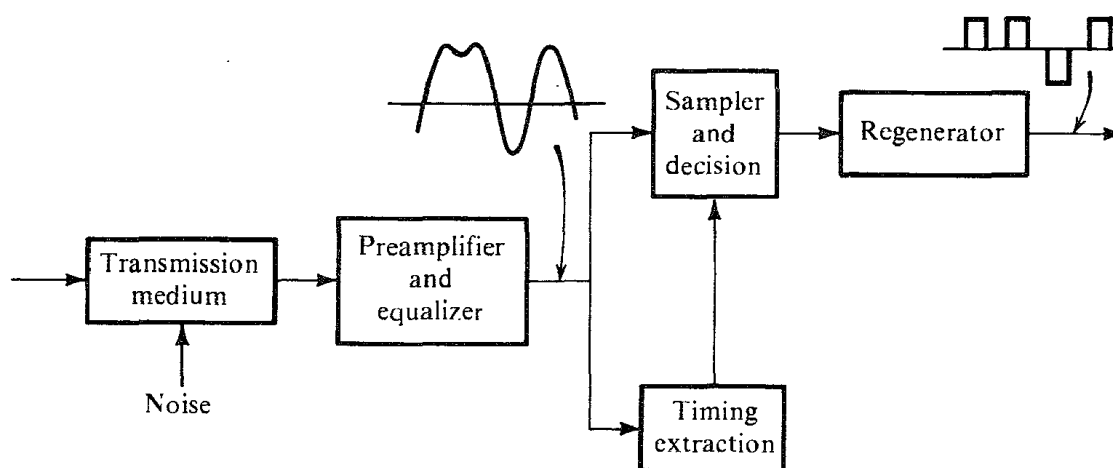 Sampler
and
decision
Regenerator
Transmission
medium
Preamplifier
and
equalizer
Noise
Timing
extraction